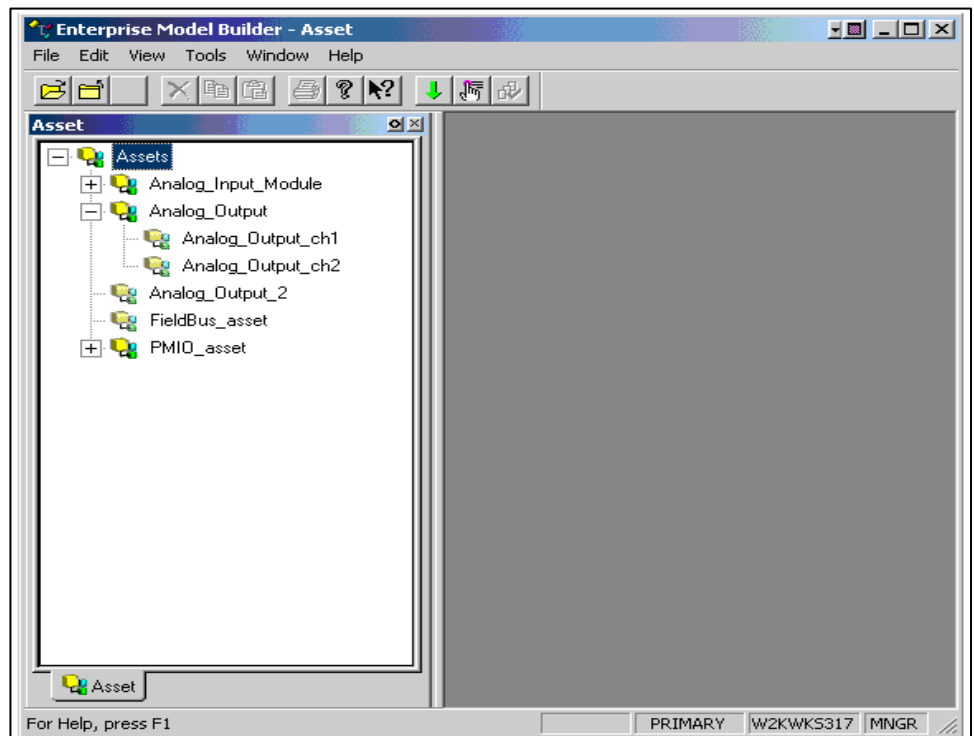 Enterprise Model Builder - Asset
File Edit View Tools Window Help
Asset
Assets
Analog_Input_Module
Analog_Output
Analog_Output_ch1
Analog_Output_ch2
Analog_Output_2
FieldBus_asset
PMIO_asset
Asset
For Help, press F1 PRIMARY W2KWKS317 MNGR